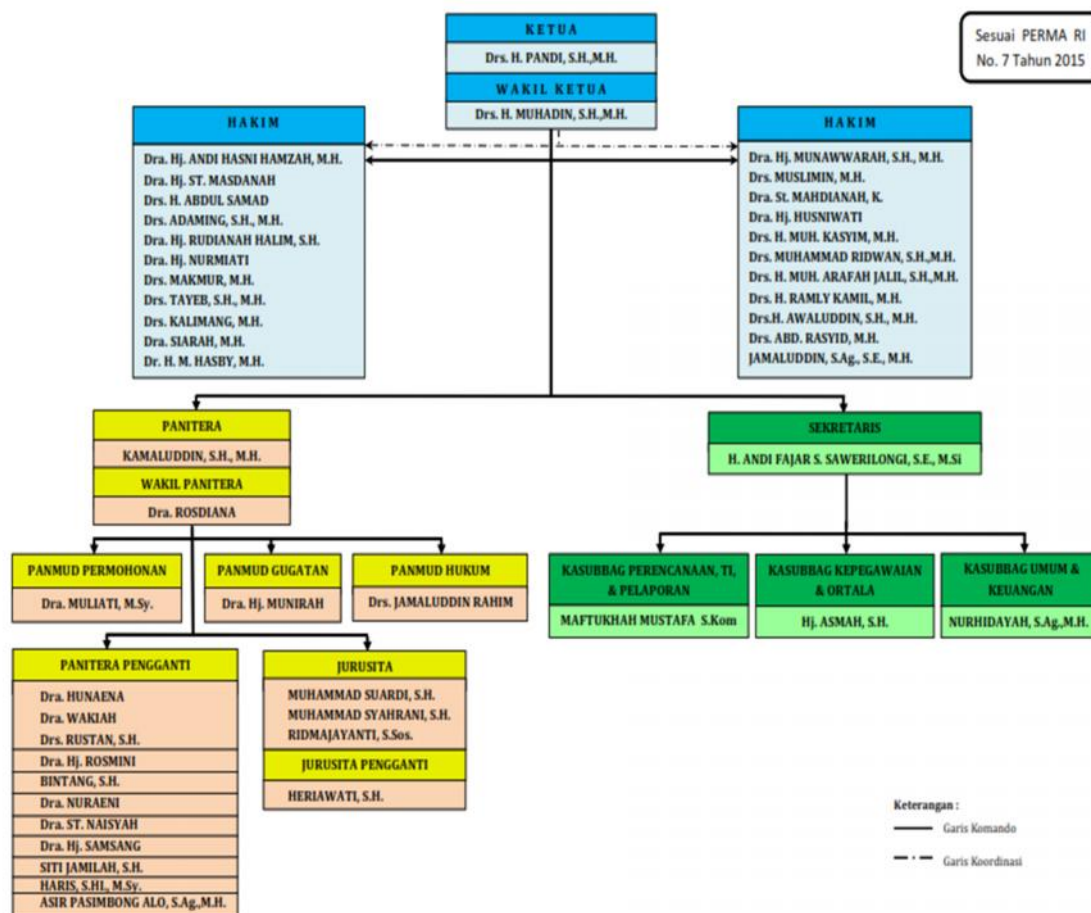 KETUA
Drs. H. PANDI, S.H.,M.H.
WAKIL KETUA
Drs. H. MUHADIN, S.H.,M.H.
Sesuai PERMA RI
No. 7 Tahun 2015
HAKIM
Dra. Hj. ANDI HASNI HAMZAH, M.H.
Dra. Hj. ST. MASDANAH
Drs. H. ABDUL SAMAD
Drs. ADAMING, S.H., M.H.
Dra. Hj. RUDIANAH HALIM, S.H.
Dra. Hj. NURMIATI
Drs. MAKMUR, M.H.
Drs. TAYEB, S.H., M.H.
Drs. KALIMANG, M.H.
Dra. SIARAH, M.H.
Dr. H. M. HASBY, M.H.
HAKIM
Dra. Hj. MUNAWWARAH, S.H., M.H.
Drs. MUSLIMIN, M.H.
Dra. St. MAHDIANAH, K.
Dra. Hj. HUSNIWATI
Drs. H. MUH. KASYIM, M.H.
Drs. MUHAMMAD RIDWAN, S.H.,M.H.
Drs. H. MUH. ARAFAH JALIL, S.H.,M.H.
Drs. H. RAMLY KAMIL, M.H.
Drs.H. AWALUDDIN, S.H., M.H.
Drs. ABD. RASYID, M.H.
JAMALUDDIN, S.Ag., S.E., M.H.
PANITERA
KAMALUDDIN, S.H., M.H.
WAKIL PANITERA
Dra. ROSDIANA
SEKRETARIS
H. ANDI FAJAR S. SAWERILONGI, S.E., M.Si
PANMUD PERMOHONAN
Dra. MULIATI, M.Sy.
PANMUD GUGATAN
Dra. Hj. MUNIRAH
PANMUD HUKUM
Drs. JAMALUDDIN RAHIM
KASUBBAG PERENCANAAN, TI,
& PELAPORAN
MAFTUKHAH MUSTAFA S.Kom
KASUBBAG KEPEGAWAIAN
& ORTALA
Hj. ASMAH, S.H.
KASUBBAG UMUM &
KEUANGAN
NURHIDAYAH, S.Ag.,M.H.
PANITERA PENGGANTI
Dra. HUNAENA
Dra. WAKIAH
Drs. RUSTAN, S.H.
Dra. Hj. ROSMINI
BINTANG, S.H.
Dra. NURAENI
Dra. ST. NAISYAH
Dra. Hj. SAMSANG
SITI JAMILAH, S.H.
HARIS, S.HI., M.Sy.
ASIR PASIMBONG ALO, S.Ag.,M.H.
JURUSITA
MUHAMMAD SUARDI, S.H.
MUHAMMAD SYAHRANI, S.H.
RIDMAJAYANTI, S.Sos.
JURUSITA PENGGANTI
HERIAWATI, S.H.
Keterangan :
Garis Komando
Garis Koordinasi